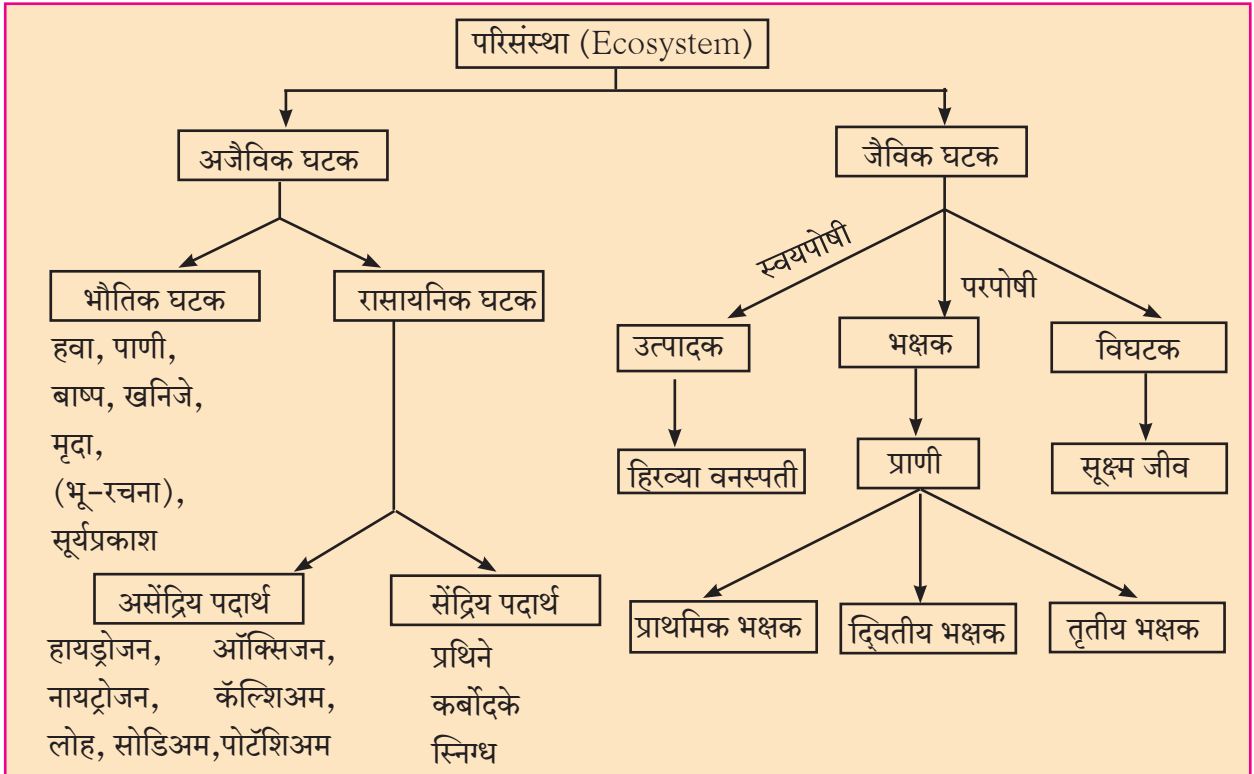 परिसंस्था (Ecosystem)
अजैविक घटक
जैविक घटक
भौतिक घटक
रासायनिक घटक
हवा, पाणी,
बाष्प, खनिजे,
मृदा,
(भू-रचना),
सूर्यप्रकाश
असेंद्रिय पदार्थ
हायड्रोजन, ऑक्सिजन,
नायट्रोजन, कॅल्शिअम,
लोह, सोडिअम,पोटॅशिअम
सेंद्रिय पदार्थ
प्रथिने
कर्बोदके
स्निग्ध
स्वयपोषी
परपोषी
उत्पादक
भक्षक
विघटक
हिरव्या वनस्पती
प्राणी
सूक्ष्म जीव
प्राथमिक भक्षक
द्वितीय भक्षक
तृतीय भक्षक